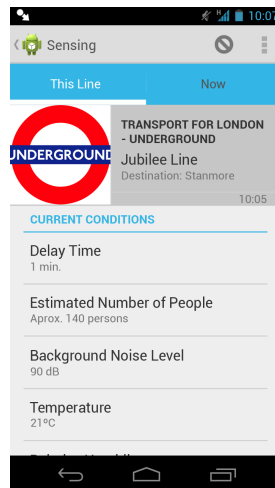 H
10:07
Sensing
This Line
Now
UNDERGROUND
TRANSPORT FOR LONDON
- UNDERGROUND
Jubilee Line
Destination: Stanmore
10:05
CURRENT CONDITIONS
Delay Time
1 min.
Estimated Number of People
Aprox. 140 persons
Background Noise Level
90 dB
Temperature
21ºC